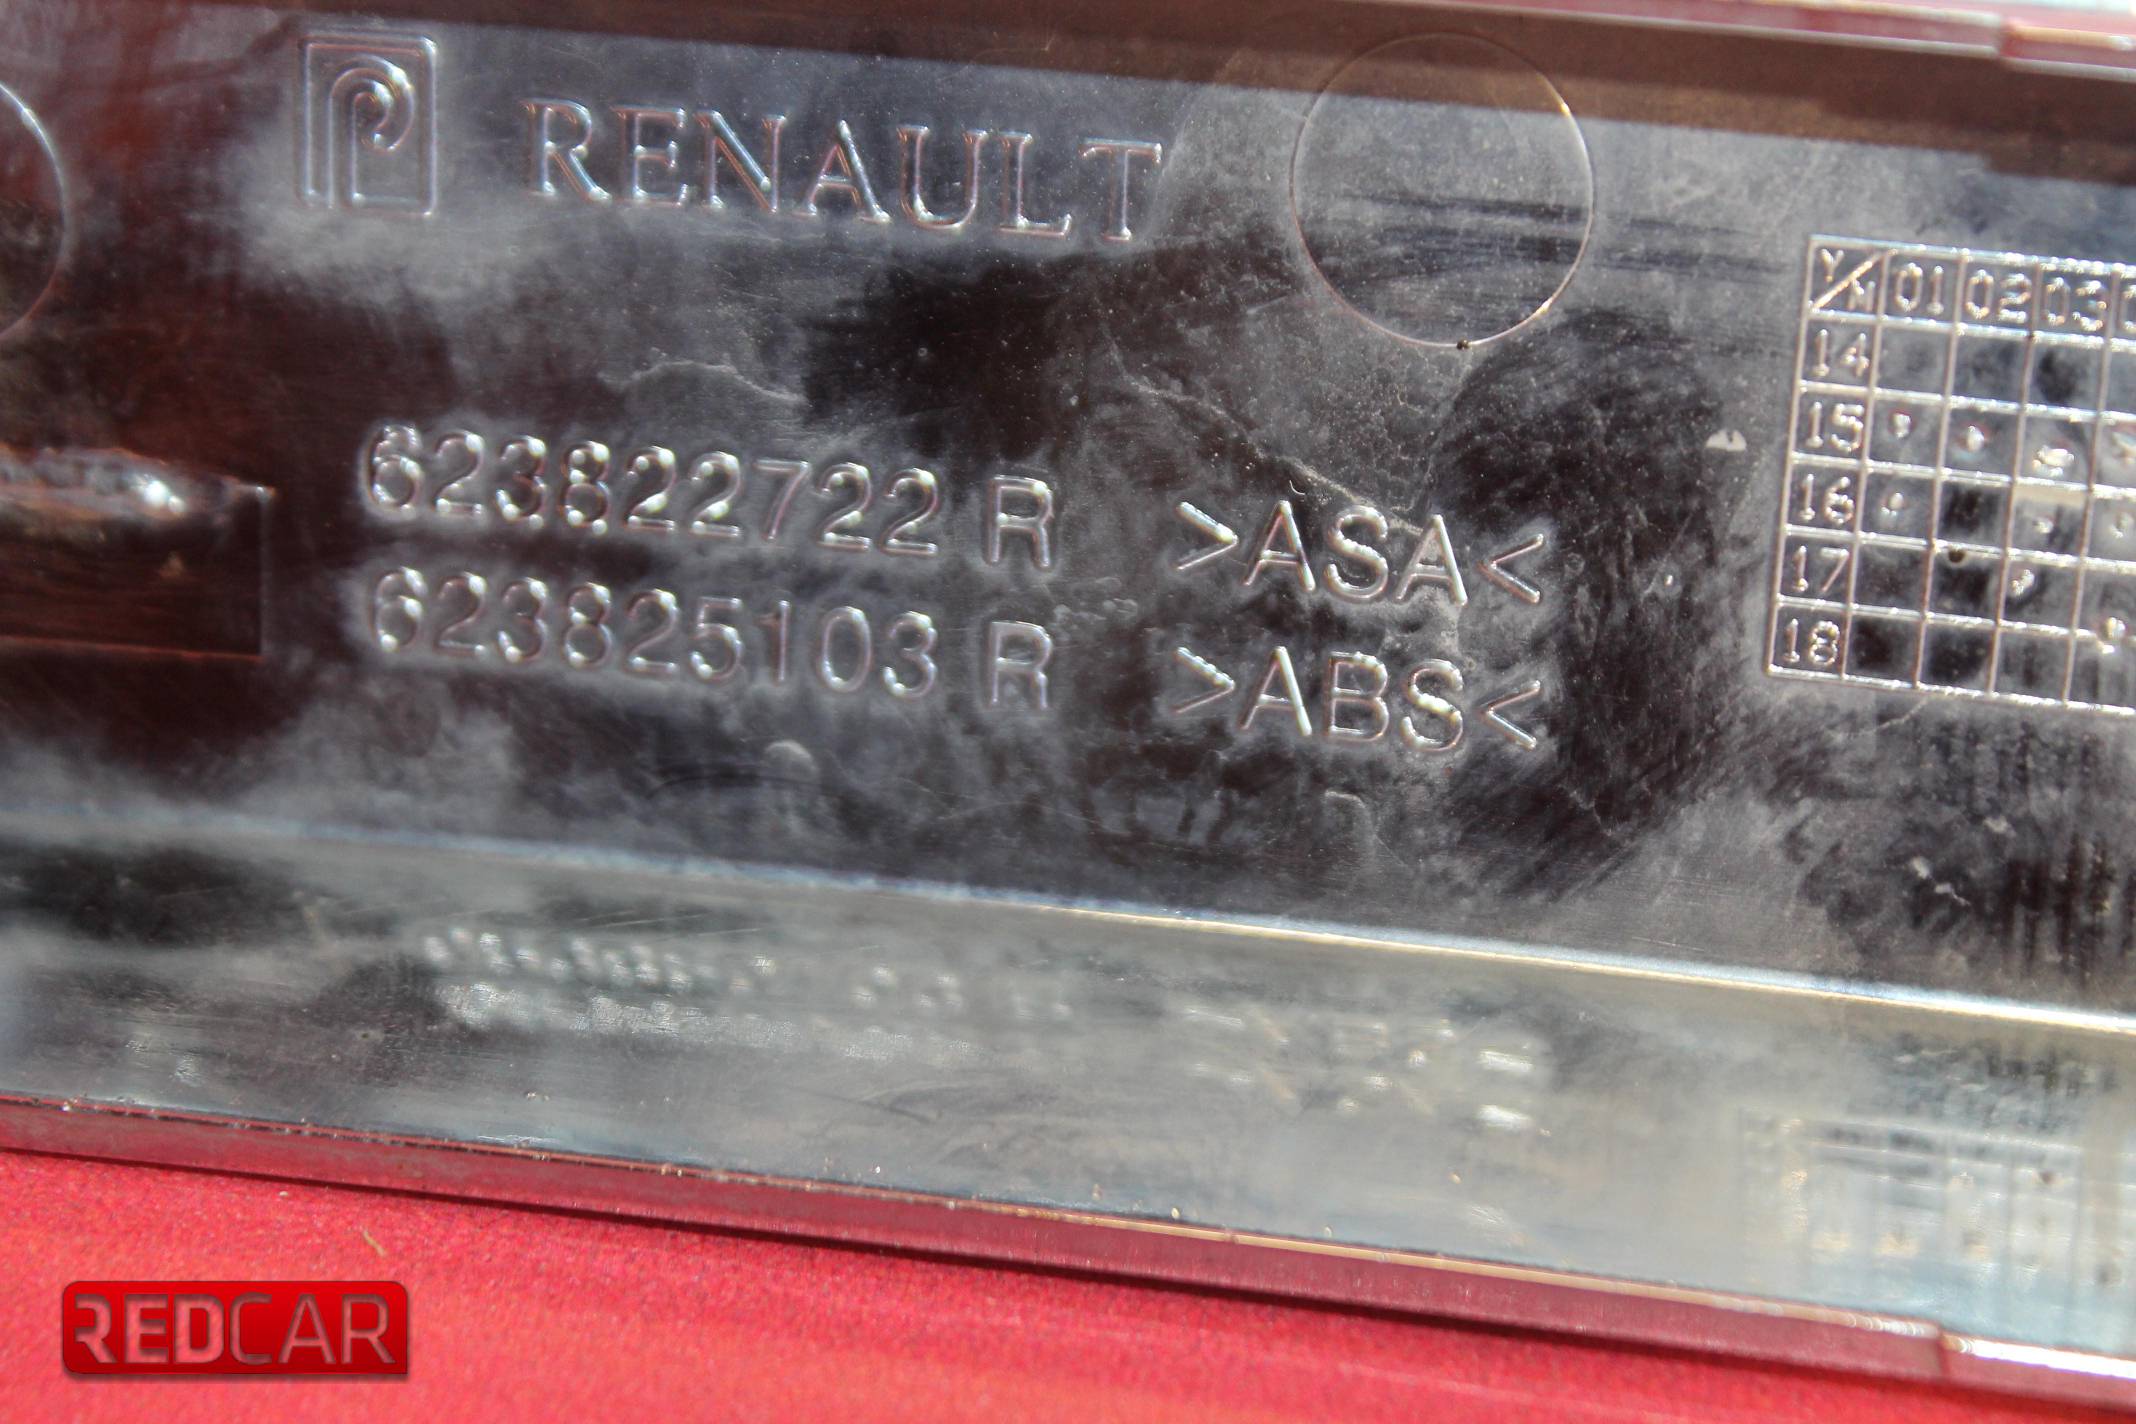 RENAULT
623822722 R >ASA<
623825103 R >ABS<
Y/M 01 02 03
14
15
16
17
18
REDCAR